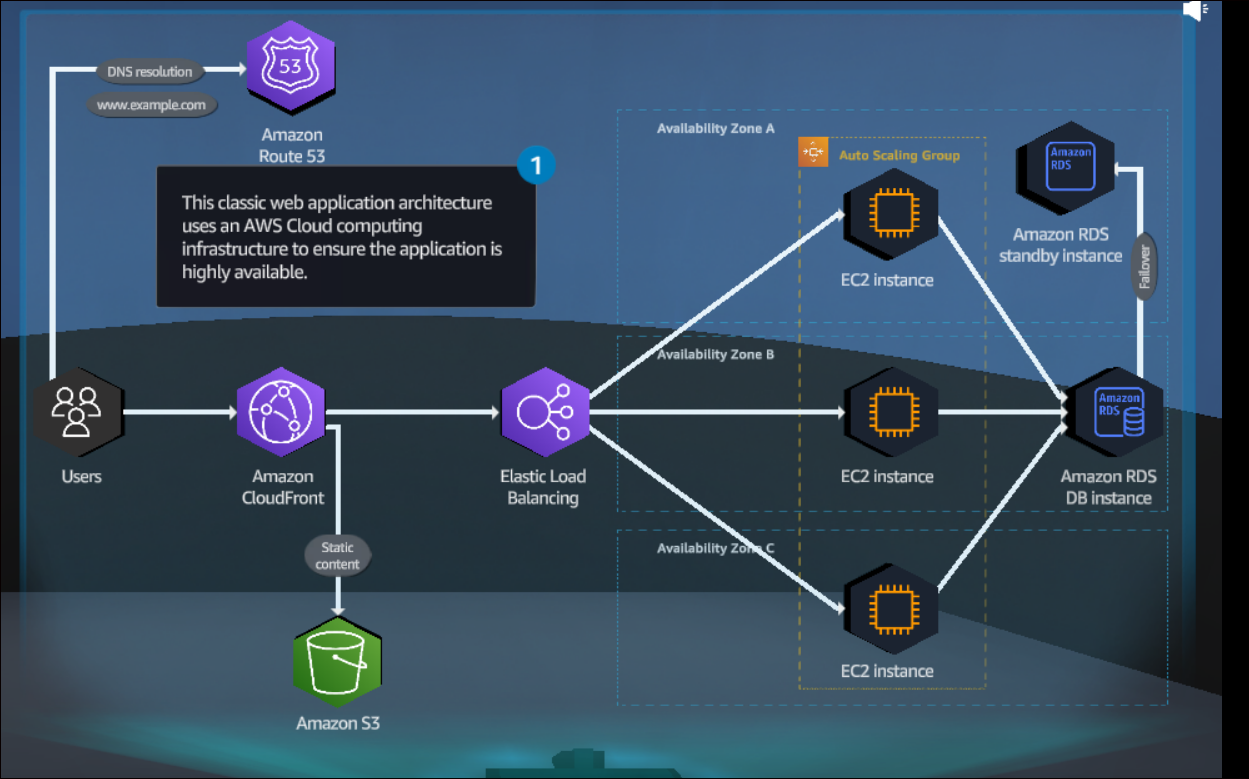 DNS resolution
www.example.com
53
Amazon
Route 53
1
This classic web application architecture
uses an AWS Cloud computing
infrastructure to ensure the application is
highly available.
Users
Amazon
CloudFront
Static
content
Amazon S3
Elastic Load
Balancing
Availability Zone A
Auto Scaling Group
EC2 instance
Amazon
RDS
Amazon RDS
standby instance
Failover
Availability Zone B
EC2 instance
Amazon
RDS
Amazon RDS
DB instance
Availability Zone C
EC2 instance